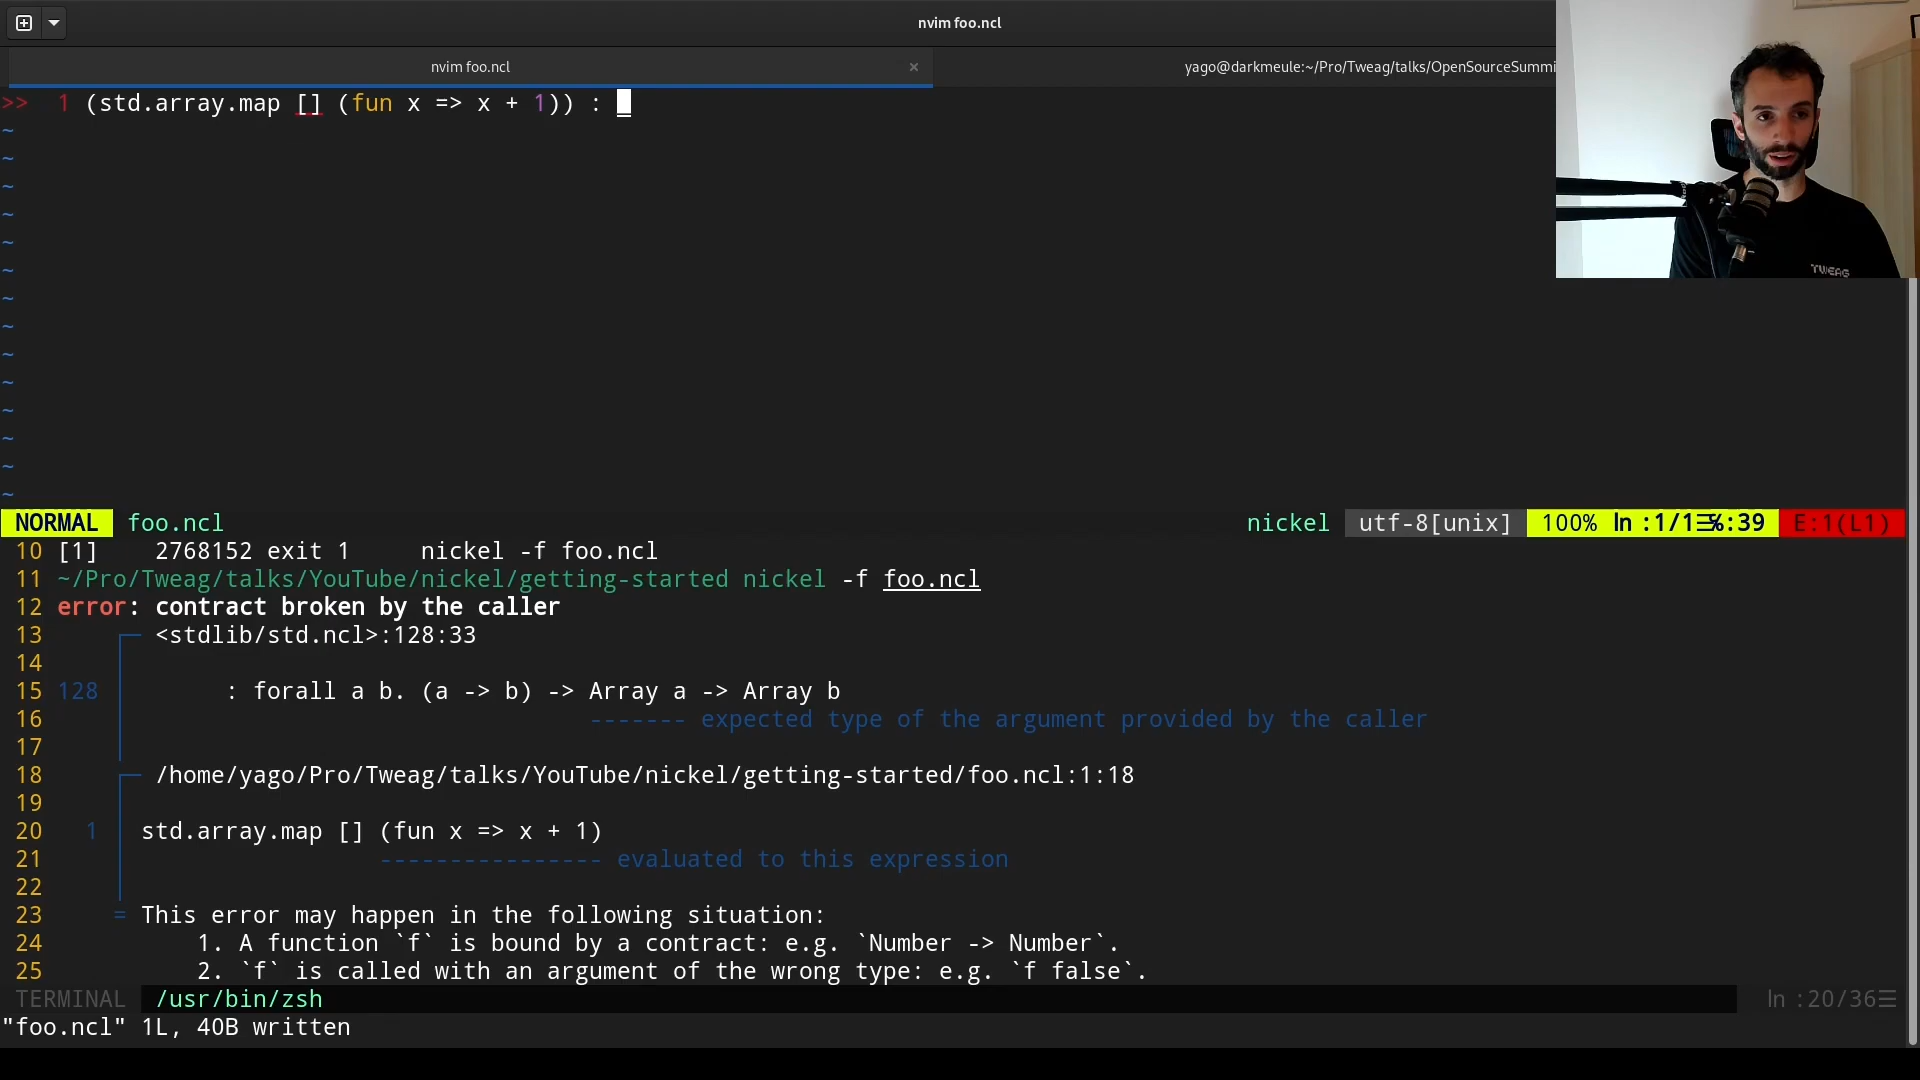 nvim foo.ncl
nvim foo.ncl ×
yago@darkmeule:~/Pro/Tweag/talks/OpenSourceSummi
>> 1 (std.array.map [] (fun x => x + 1)) :
~
~
~
~
~
~
~
~
~
~
~
~
~
~
NORMAL foo.ncl nickel utf-8[unix] 100% ln :1/1☰%:39 E:1(L1)
10 [1] 2768152 exit 1 nickel -f foo.ncl
11 ~/Pro/Tweag/talks/YouTube/nickel/getting-started nickel -f foo.ncl
12 error: contract broken by the caller
13 ┌─ <stdlib/std.ncl>:128:33
14 │
15 128 │ : forall a b. (a -> b) -> Array a -> Array b
16 │ ------- expected type of the argument provided by the caller
17 │
18 ┌─ /home/yago/Pro/Tweag/talks/YouTube/nickel/getting-started/foo.ncl:1:18
19 │
20 1 │ std.array.map [] (fun x => x + 1)
21 │ ---------------- evaluated to this expression
22 │
23 = This error may happen in the following situation:
24 1. A function `f` is bound by a contract: e.g. `Number -> Number`.
25 2. `f` is called with an argument of the wrong type: e.g. `f false`.
TERMINAL /usr/bin/zsh ln :20/36☰
"foo.ncl" 1L, 40B written
TWEAG